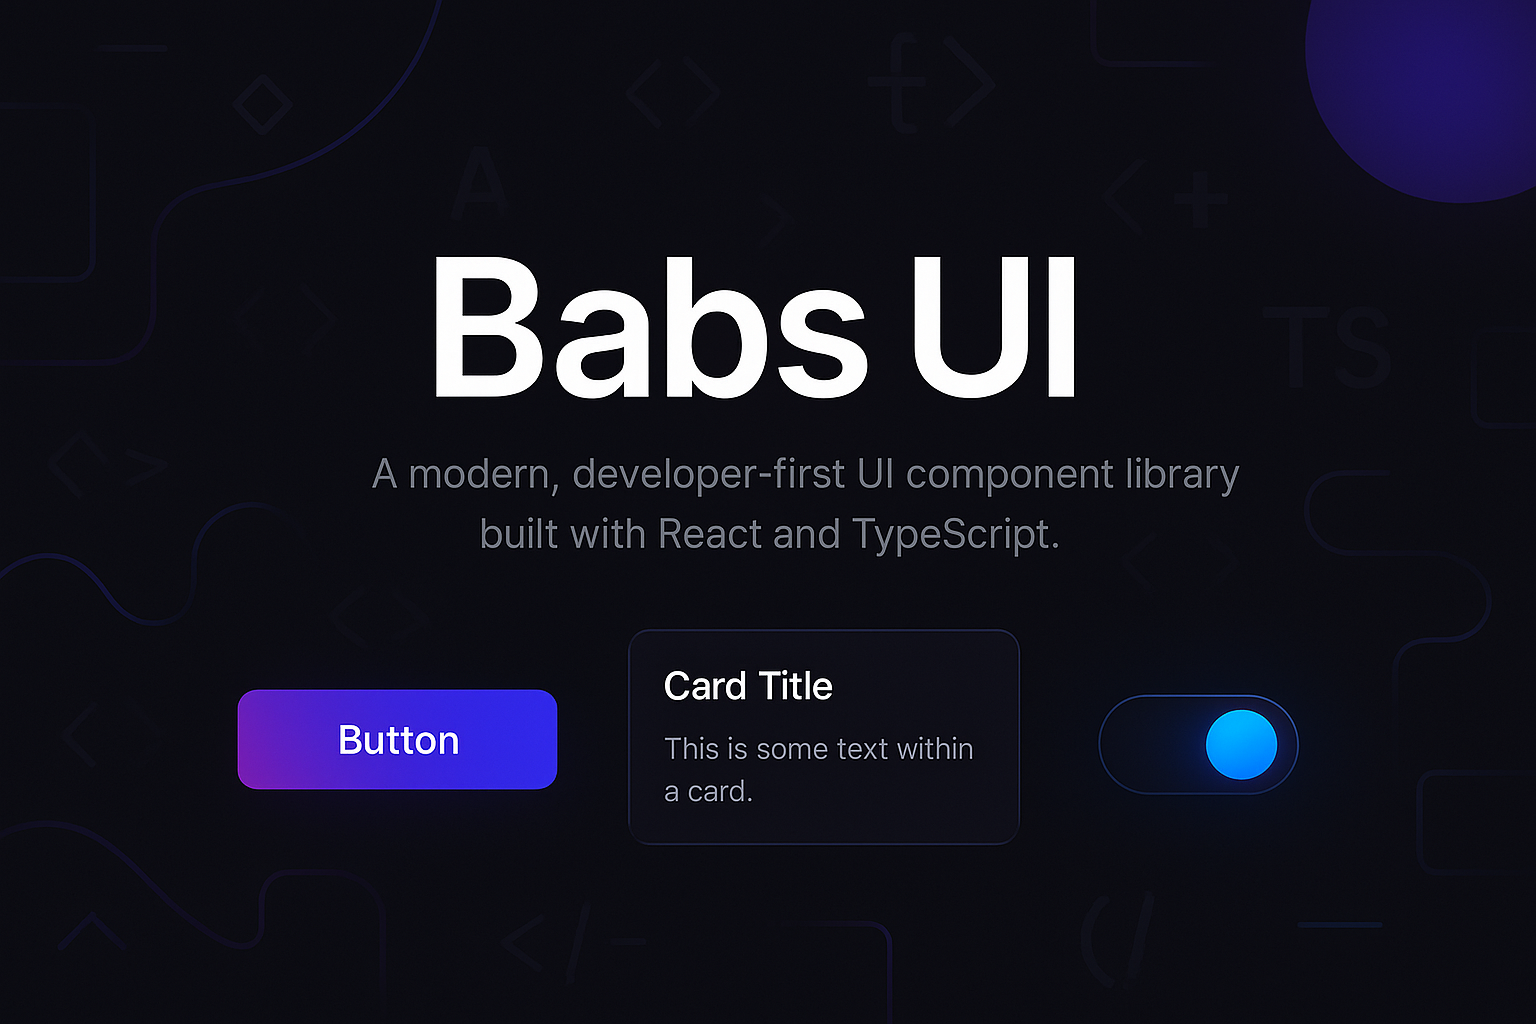 A
TS
Babs UI
A modern, developer-first UI component library
built with React and TypeScript.
Button
Card Title
This is some text within
a card.